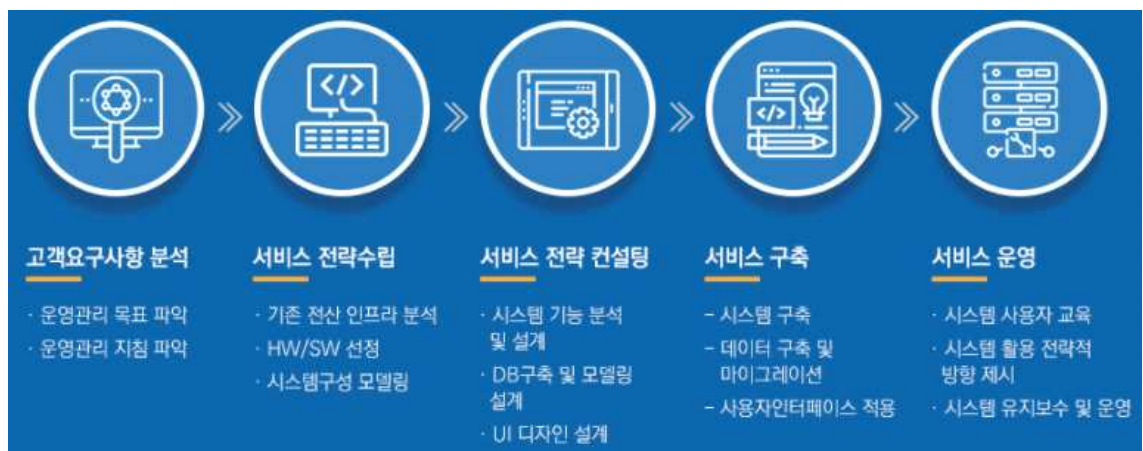 고객요구사항 분석
· 운영관리 목표 파악
· 운영관리 지침 파악
서비스 전략수립
· 기존 전산 인프라 분석
· HW/SW 선정
· 시스템구성 모델링
서비스 전략 컨설팅
· 시스템 기능 분석
및 설계
· DB구축 및 모델링
설계
· UI 디자인 설계
서비스 구축
– 시스템 구축
– 데이터 구축 및
마이그레이션
– 사용자인터페이스 적용
서비스 운영
· 시스템 사용자 교육
· 시스템 활용 전략적
방향 제시
· 시스템 유지보수 및 운영